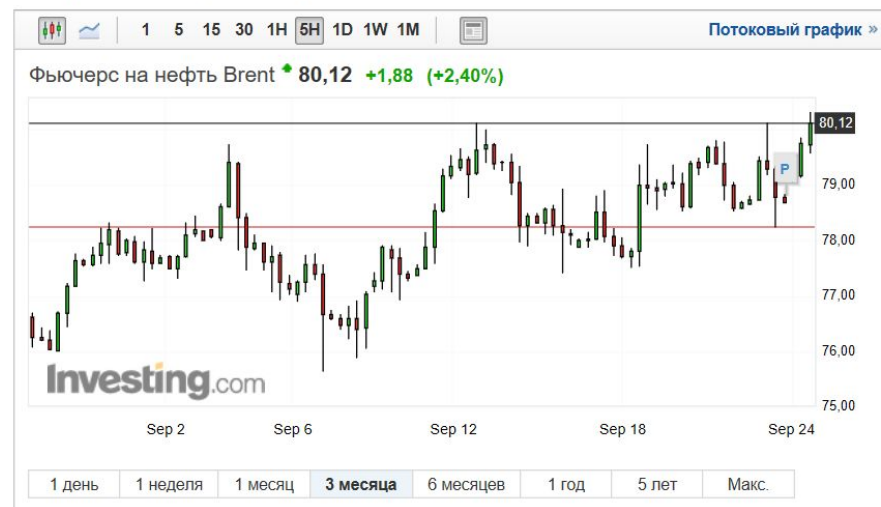 1 5 15 30 1H 5H 1D 1W 1M Потоковый график »
Фьючерс на нефть Brent 80,12 +1,88 (+2,40%)
80,12
P
79,00
78,00
77,00
76,00
Investing.com
75,00
Sep 2 Sep 6 Sep 12 Sep 18 Sep 24
1 день 1 неделя 1 месяц 3 месяца 6 месяцев 1 год 5 лет Макс.